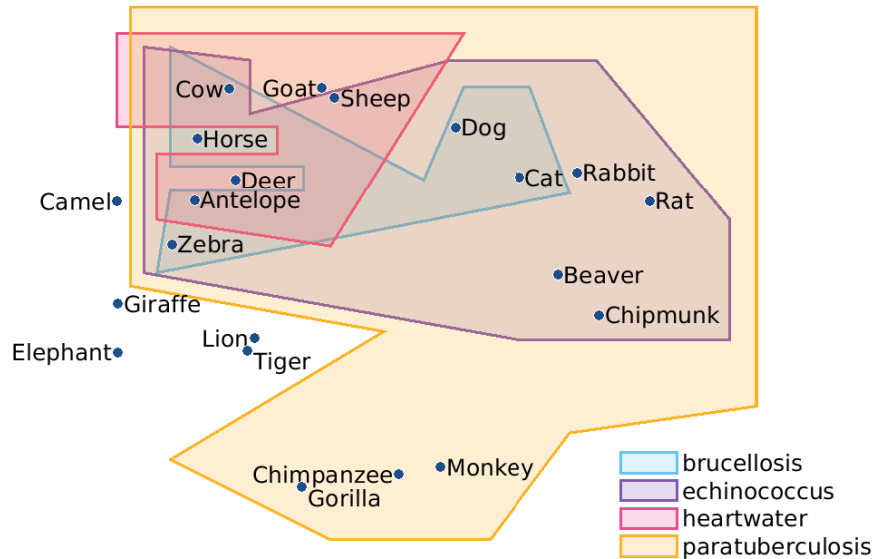 Cow
Goat
Sheep
Dog
Horse
Cat
Rabbit
Deer
Camel
Antelope
Rat
Zebra
Beaver
Giraffe
Chipmunk
Lion
Elephant
Tiger
Monkey
Chimpanzee
Gorilla
brucellosis
echinococcus
heartwater
paratuberculosis